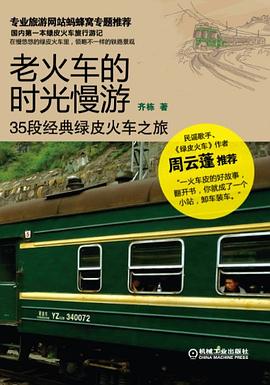 专业旅游网站蚂蜂窝专题推荐
国内第一本绿皮火车旅行游记
在慢悠悠的绿皮火车里，领略不一样的铁路景观
老火车的
时光慢游
齐栋 著
35段经典绿皮火车之旅
民谣歌手、
《绿皮火车》作者
周云蓬 推荐
“一火车皮的好故事，
翻开书，你就成了一个
小站，卸车装车。”
YZ22 340072
机械工业出版社
CHINA MACHINE PRESS